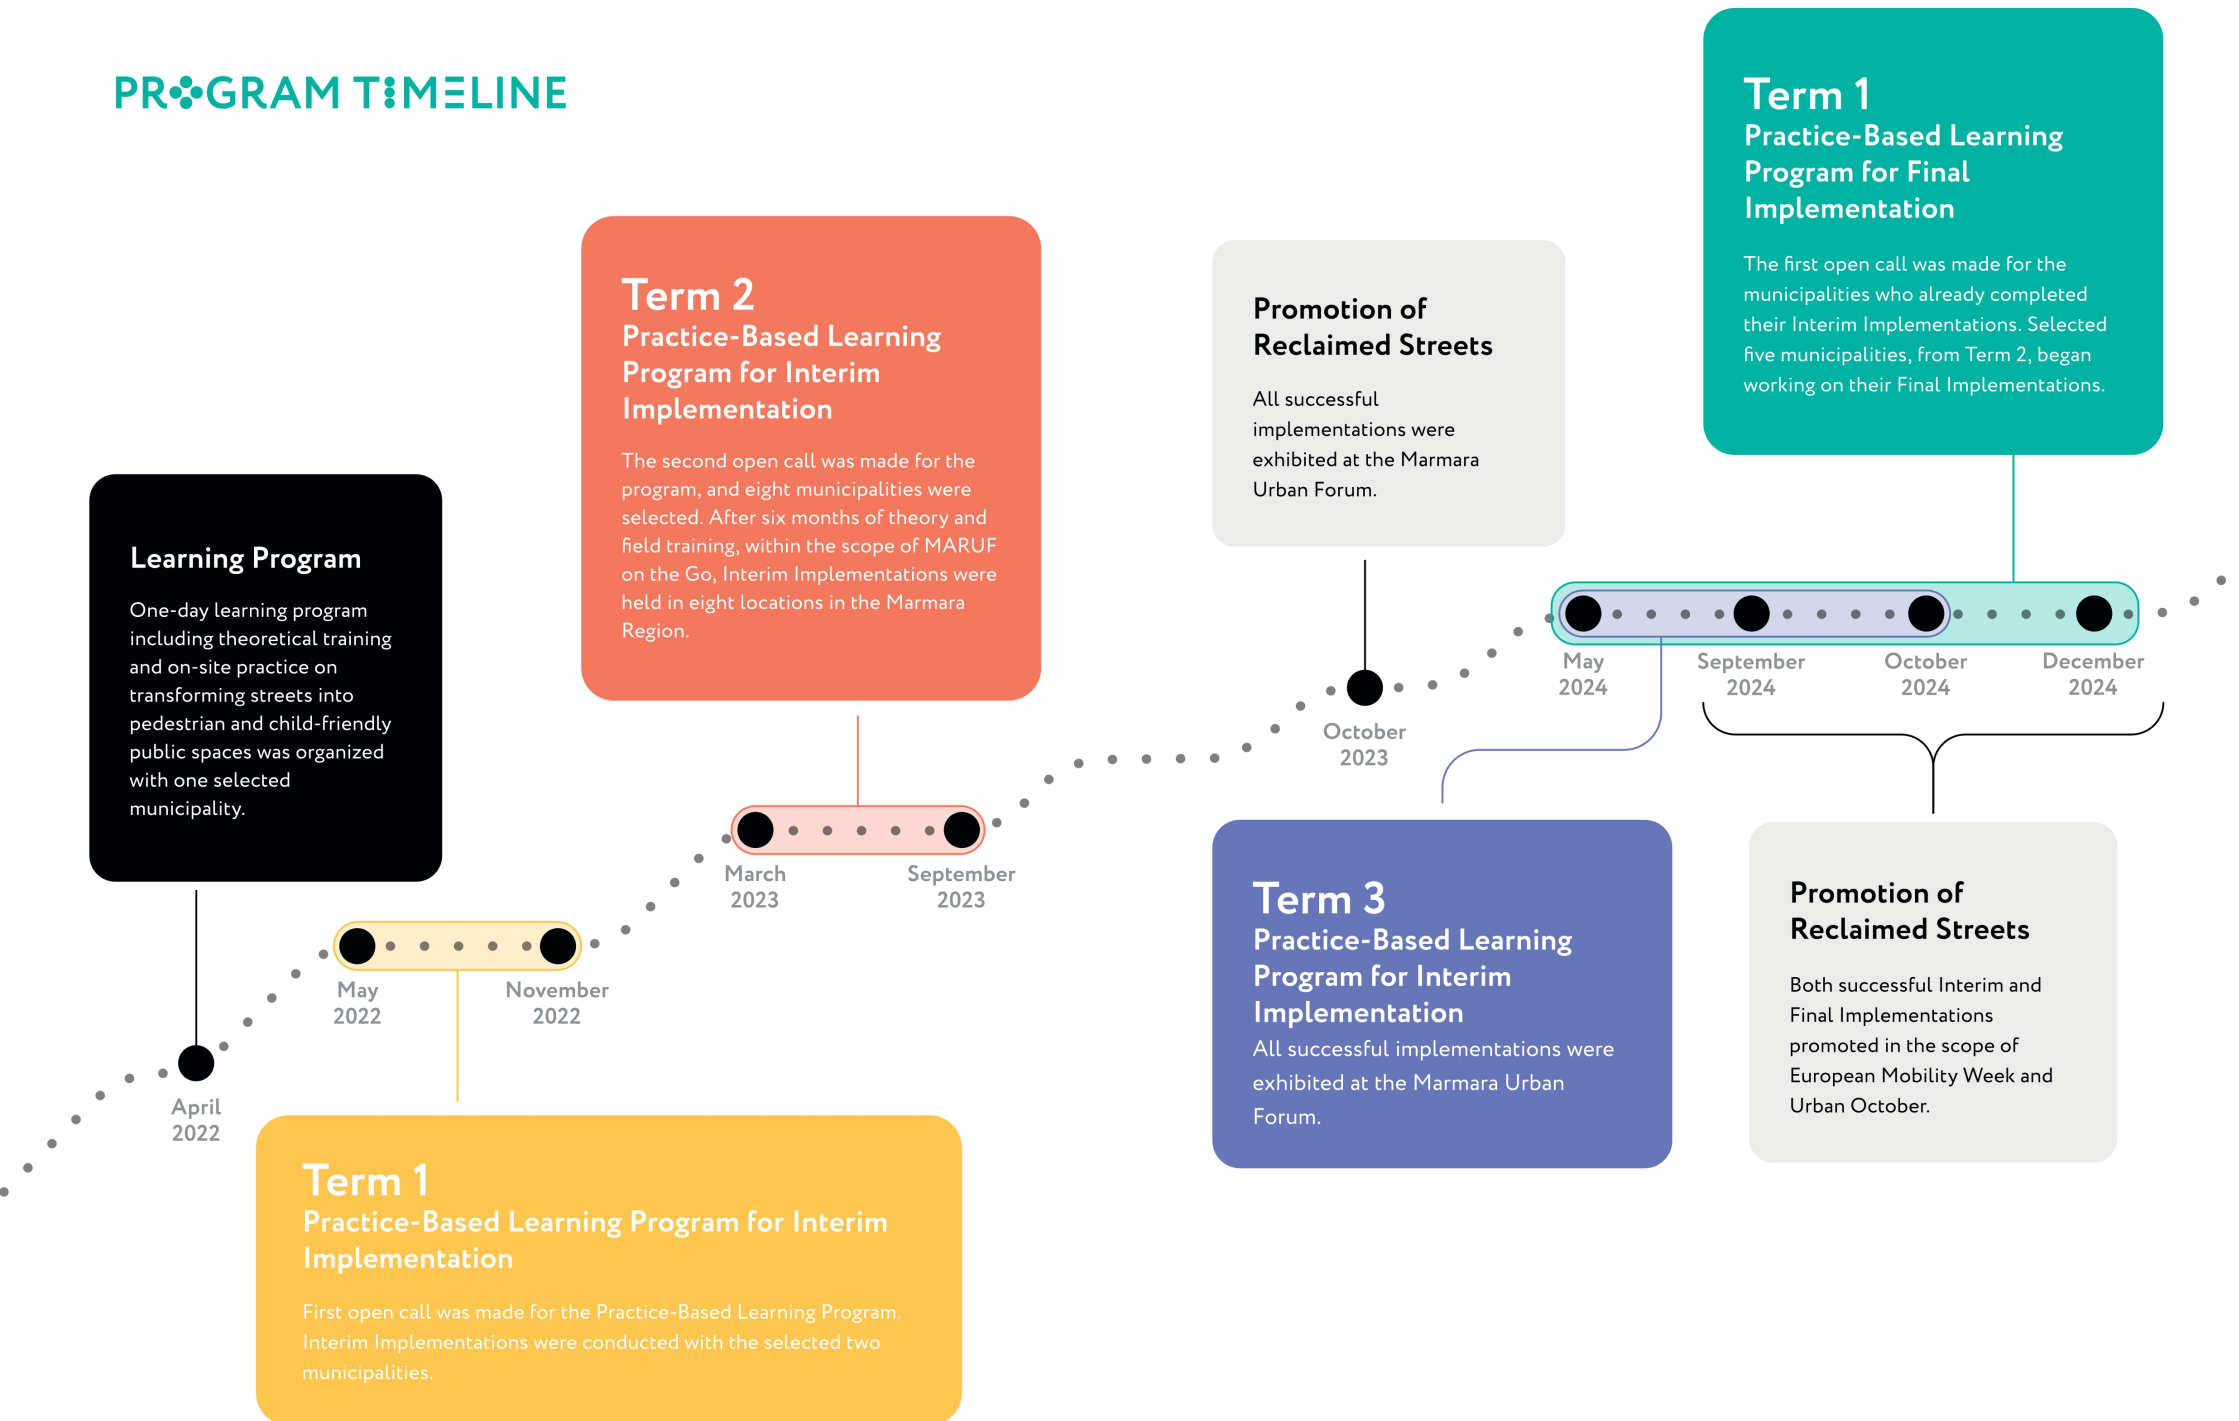 PROGRAM TIMELINE
Learning Program
One-day learning program
including theoretical training
and on-site practice on
transforming streets into
pedestrian and child-friendly
public spaces was organized
with one selected
municipality.
April
2022
Term 1
Practice-Based Learning Program for Interim
Implementation
First open call was made for the Practice-Based Learning Program.
Interim Implementations were conducted with the selected two
municipalities.
May
2022
November
2022
Term 2
Practice-Based Learning
Program for Interim
Implementation
The second open call was made for the
program, and eight municipalities were
selected. After six months of theory and
field training, within the scope of MARUF
on the Go, Interim Implementations were
held in eight locations in the Marmara
Region.
March
2023
September
2023
Promotion of
Reclaimed Streets
All successful
implementations were
exhibited at the Marmara
Urban Forum.
October
2023
Term 1
Practice-Based Learning
Program for Final
Implementation
The first open call was made for the
municipalities who already completed
their Interim Implementations. Selected
five municipalities, from Term 2, began
working on their Final Implementations.
May
2024
September
2024
October
2024
December
2024
Term 3
Practice-Based Learning
Program for Interim
Implementation
All successful implementations were
exhibited at the Marmara Urban
Forum.
Promotion of
Reclaimed Streets
Both successful Interim and
Final Implementations
promoted in the scope of
European Mobility Week and
Urban October.